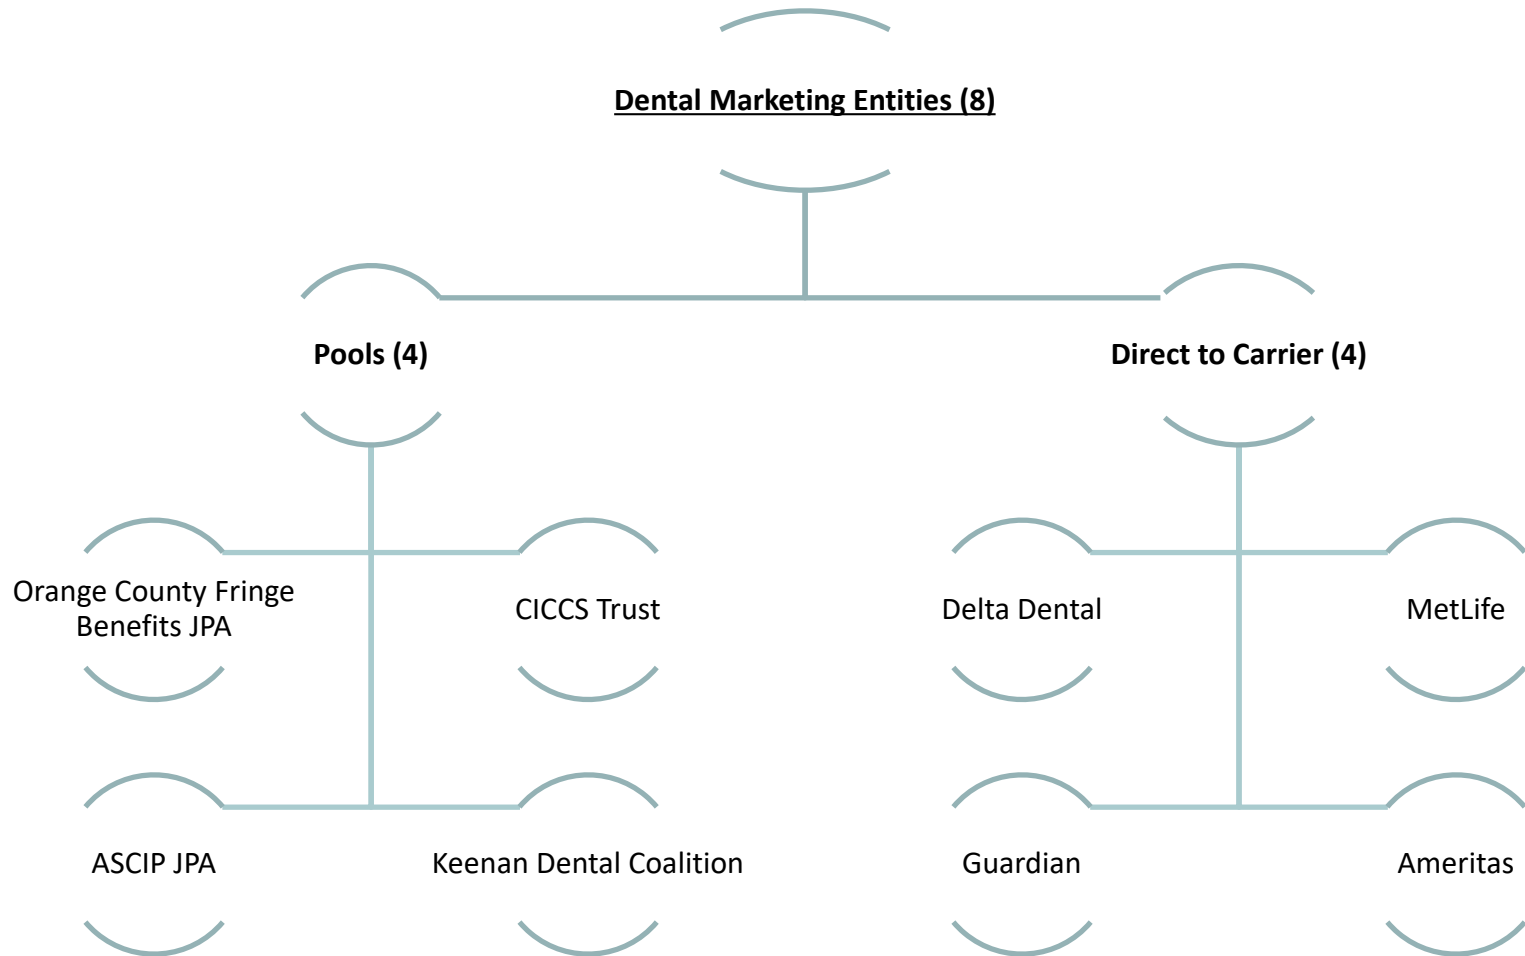 Dental Marketing Entities (8)
Pools (4)
Direct to Carrier (4)
Orange County Fringe
Benefits JPA
CICCS Trust
Delta Dental
MetLife
ASCIP JPA
Keenan Dental Coalition
Guardian
Ameritas